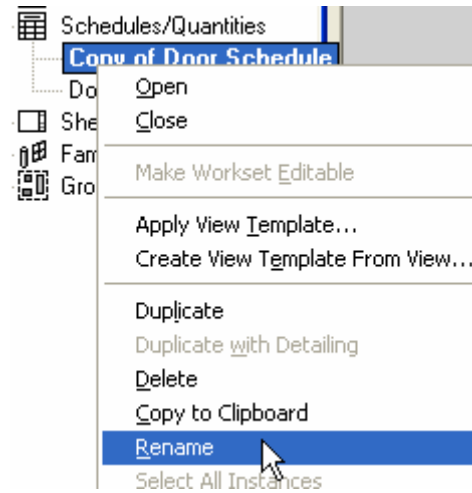 Schedules/Quantities
Copy of Door Schedule
Do
She
Fam
Gro
Open
Close
Make Workset Editable
Apply View Template...
Create View Template From View...
Duplicate
Duplicate with Detailing
Delete
Copy to Clipboard
Rename
Select All Instances